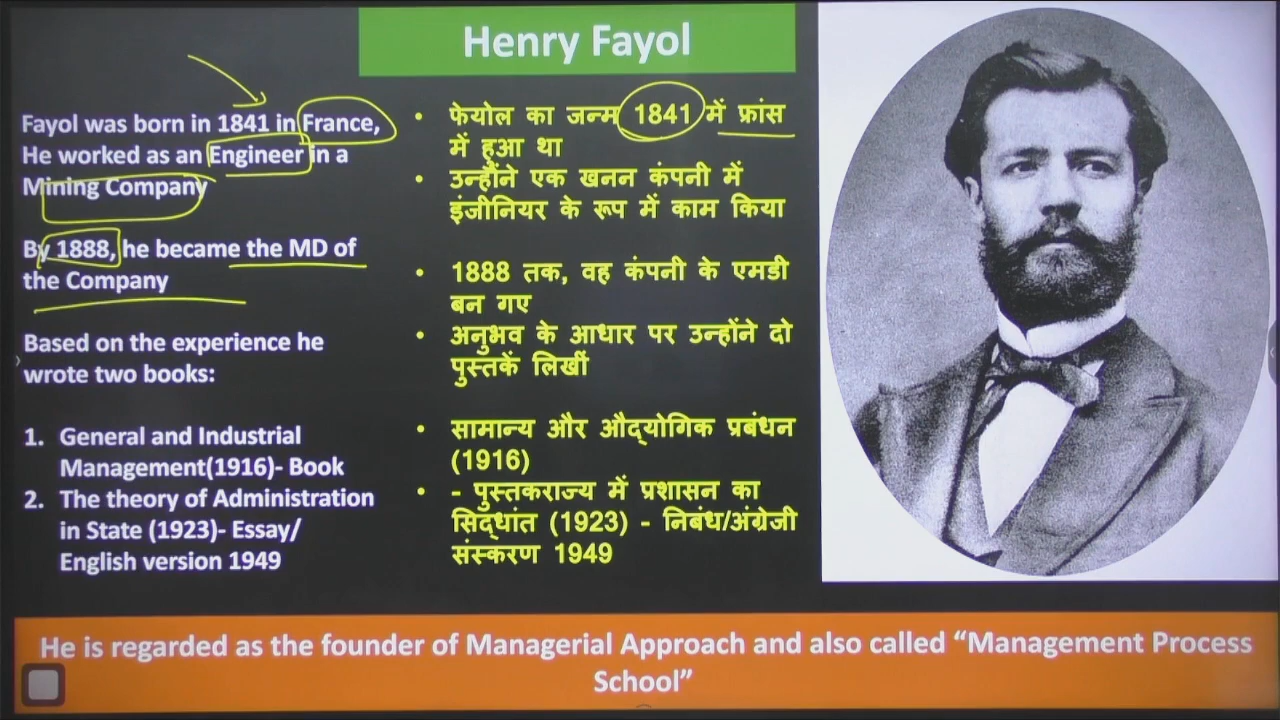 Henry Fayol
Fayol was born in 1841 in France,
He worked as an Engineer in a
Mining Company
By 1888, he became the MD of
the Company
Based on the experience he
wrote two books:
1. General and Industrial
Management(1916)- Book
2. The theory of Administration
in State (1923)- Essay/
English version 1949
• फेयोल का जन्म 1841 में फ्रांस
में हुआ था
• उन्होंने एक खनन कंपनी में
इंजीनियर के रूप में काम किया
• 1888 तक, वह कंपनी के एमडी
बन गए
• अनुभव के आधार पर उन्होंने दो
पुस्तकें लिखीं
• सामान्य और औद्योगिक प्रबंधन
(1916)
• - पुस्तकराज्य में प्रशासन का
सिद्धांत (1923) - निबंध/अंग्रेजी
संस्करण 1949
He is regarded as the founder of Managerial Approach and also called “Management Process
School”